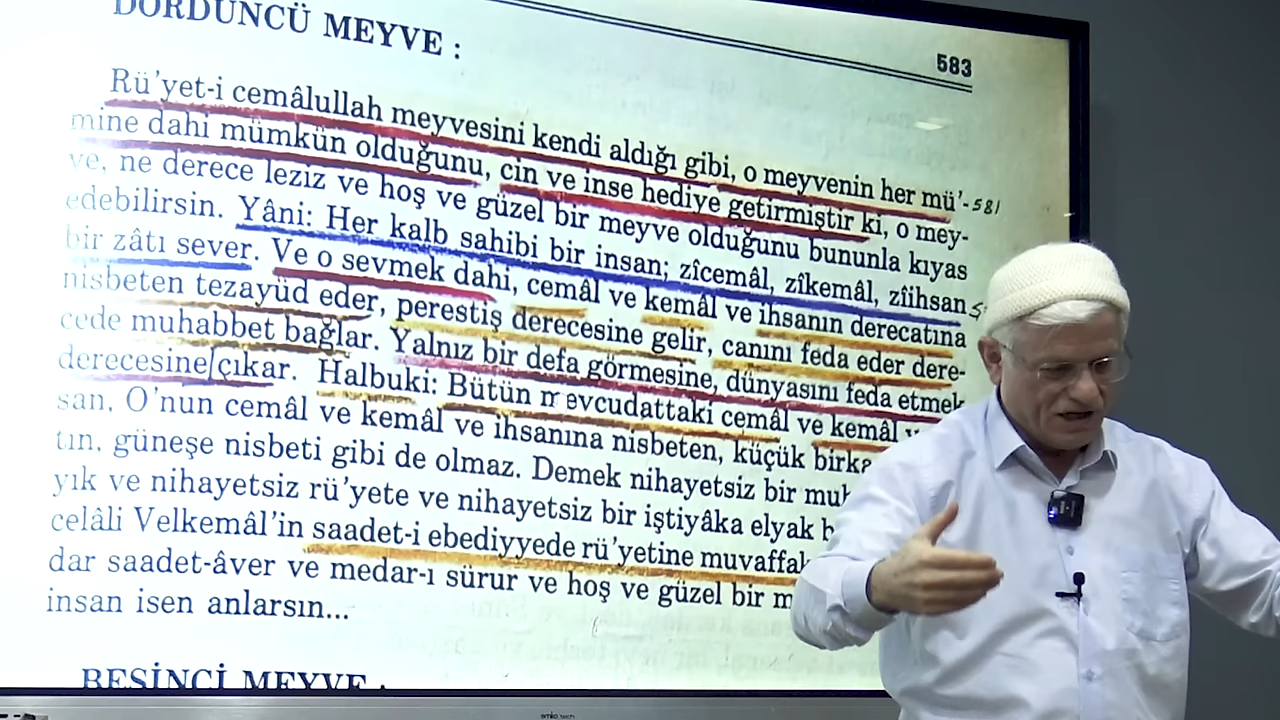 DÖRDÜNCÜ MEYVE :
583
Rü'yet-i cemâlullah meyvesini kendi aldığı gibi, o meyvenin her mü'-
581
mine dahi mümkün olduğunu, cin ve inse hediye getirmiştir ki, o mey-
ve, ne derece leziz ve hoş ve güzel bir meyve olduğunu bununla kıyas
edebilirsin. Yâni: Her kalb sahibi bir insan; zîcemâl, zîkemâl, zîihsan
bir zâtı sever. Ve o sevmek dahi, cemâl ve kemâl ve ihsanın derecatına
nisbeten tezayüd eder, perestiş derecesine gelir, canını feda eder dere-
cede muhabbet bağlar. Yalnız bir defa görmesine, dünyasını feda etmek
derecesine çıkar. Halbuki: Bütün mevcudattaki cemâl ve kemâl
san, O'nun cemâl ve kemâl ve ihsanına nisbeten, küçük
tın, güneşe nisbeti gibi de olmaz. Demek nihayetsiz bir
yık ve nihayetsiz rü'yete ve nihayetsiz bir iştiyâka elyak
celâli Velkemâl'in saadet-i ebediyyede rü'yetine
dar saadet-âver ve medar-ı sürur ve hoş ve güzel bir
insan isen anlarsın...
BEŞİNCİ MEYVE :